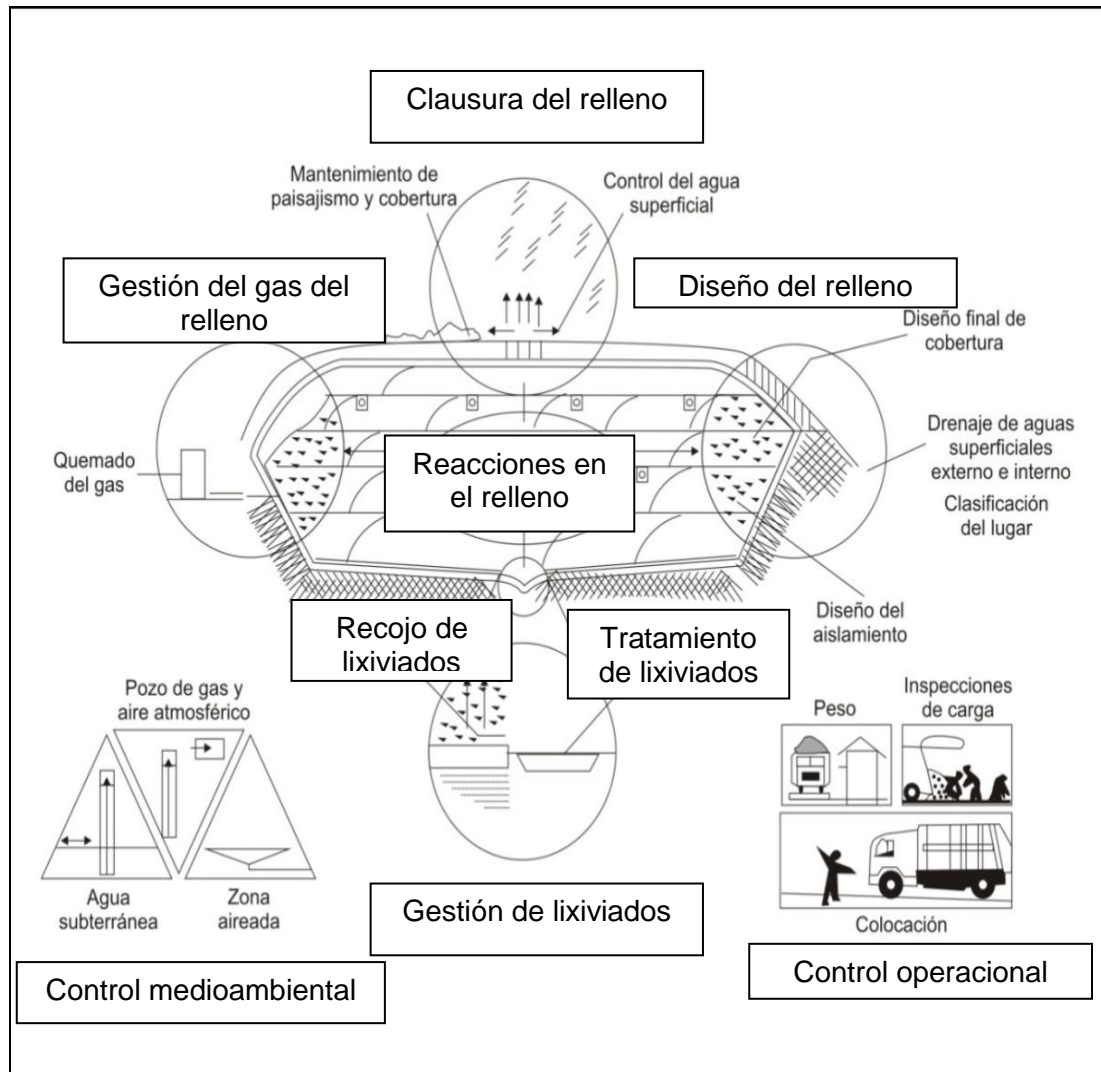 Clausura del relleno
Mantenimiento de
paisajismo y cobertura
Control del agua
superficial
Gestión del gas del
relleno
Diseño del relleno
Diseño final de
cobertura
Quemado
del gas
Reacciones en
el relleno
Drenaje de aguas
superficiales
externo e interno
Clasificación
del lugar
Diseño del
aislamiento
Recojo de
lixiviados
Tratamiento
de lixiviados
Pozo de gas y
aire atmosférico
Agua
subterránea
Zona
aireada
Peso
Inspecciones
de carga
Colocación
Gestión de lixiviados
Control medioambiental
Control operacional